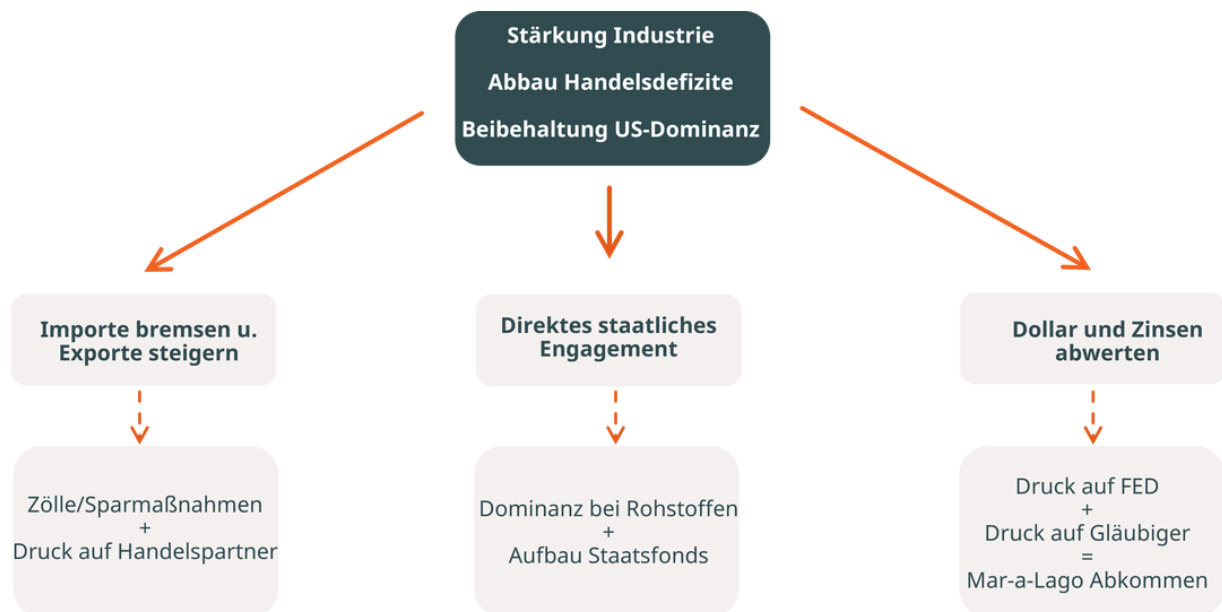 Stärkung Industrie
Abbau Handelsdefizite
Beibehaltung US-Dominanz
Importe bremsen u.
Exporte steigern
Direktes staatliches
Engagement
Dollar und Zinsen
abwerten
Zölle/Sparmaßnahmen
+
Druck auf Handelspartner
Dominanz bei Rohstoffen
+
Aufbau Staatsfonds
Druck auf FED
+
Druck auf Gläubiger
=
Mar-a-Lago Abkommen